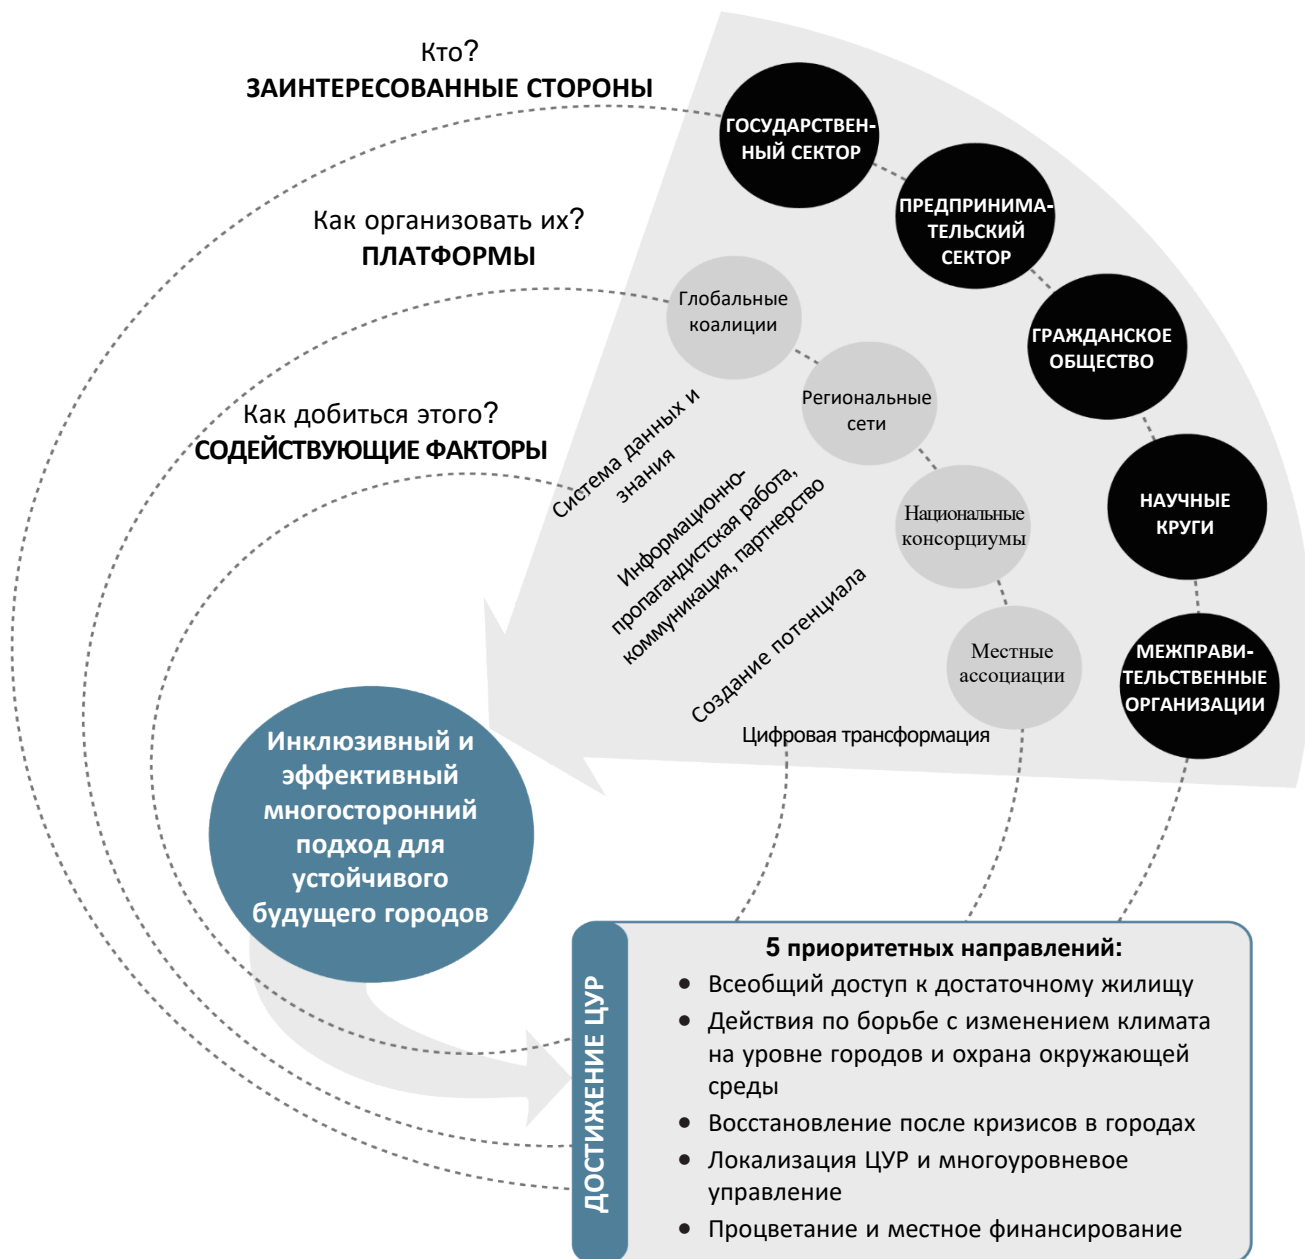 Кто?
ЗАИНТЕРЕСОВАННЫЕ СТОРОНЫ
ГОСУДАРСТВЕН-
НЫЙ СЕКТОР
ПРЕДПРИНИМА-
ТЕЛЬСКИЙ
СЕКТОР
ГРАЖДАНСКОЕ
ОБЩЕСТВО
НАУЧНЫЕ
КРУГИ
МЕЖПРАВИ-
ТЕЛЬСТВЕННЫЕ
ОРГАНИЗАЦИИ
Как организовать их?
ПЛАТФОРМЫ
Глобальные
коалиции
Региональные
сети
Национальные
консорциумы
Местные
ассоциации
Как добиться этого?
СОДЕЙСТВУЮЩИЕ ФАКТОРЫ
Система данных и
знания
Информационно-
пропагандистская работа,
коммуникация, партнерство
Создание потенциала
Цифровая трансформация
Инклюзивный и
эффективный
многосторонний
подход для
устойчивого
будущего городов
ДОСТИЖЕНИЕ ЦУР
5 приоритетных направлений:
• Всеобщий доступ к достаточному жилищу
• Действия по борьбе с изменением климата
на уровне городов и охрана окружающей
среды
• Восстановление после кризисов в городах
• Локализация ЦУР и многоуровневое
управление
• Процветание и местное финансирование